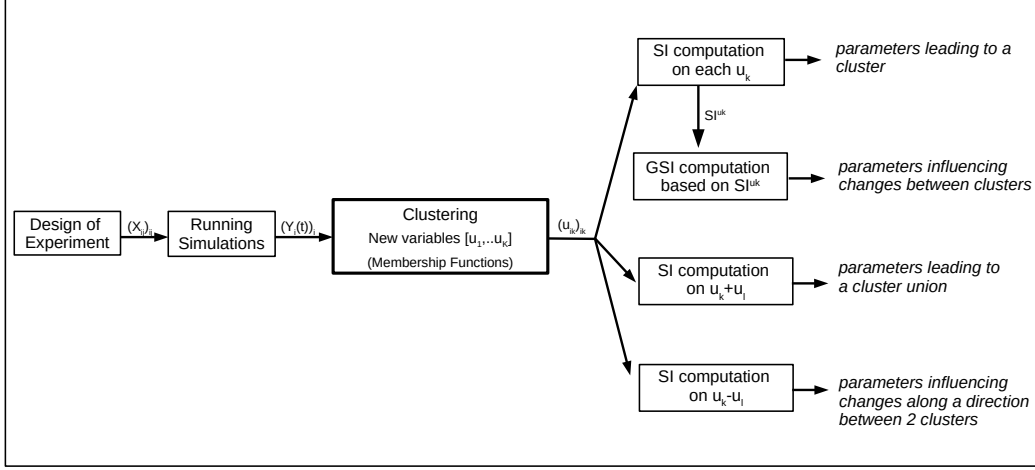 Design of
Experiment
(X_ij)_ij
Running
Simulations
(Y_i(t))_i
Clustering
New variables [u_1,..u_K]
(Membership Functions)
(u_ik)_ik
SI computation
on each u_k
parameters leading to a
cluster
SI^uk
GSI computation
based on SI^uk
parameters influencing
changes between clusters
SI computation
on u_k+u_l
parameters leading to
a cluster union
SI computation
on u_k-u_l
parameters influencing
changes along a direction
between 2 clusters